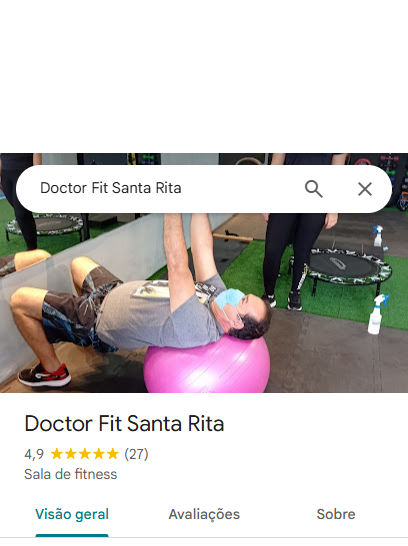 Doctor Fit Santa Rita
Doctor Fit Santa Rita
4,9 (27)
Sala de fitness
Visão geral Avaliações Sobre